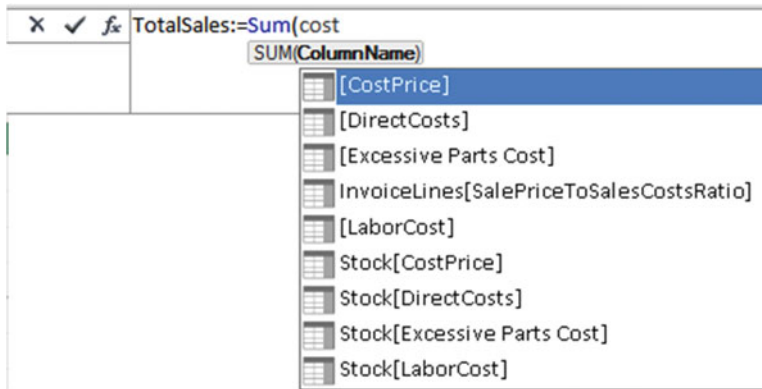 fx TotalSales:=Sum(cost
SUM(ColumnName)
[CostPrice]
[DirectCosts]
[Excessive Parts Cost]
InvoiceLines[SalePriceToSalesCostsRatio]
[LaborCost]
Stock[CostPrice]
Stock[DirectCosts]
Stock[Excessive Parts Cost]
Stock[LaborCost]